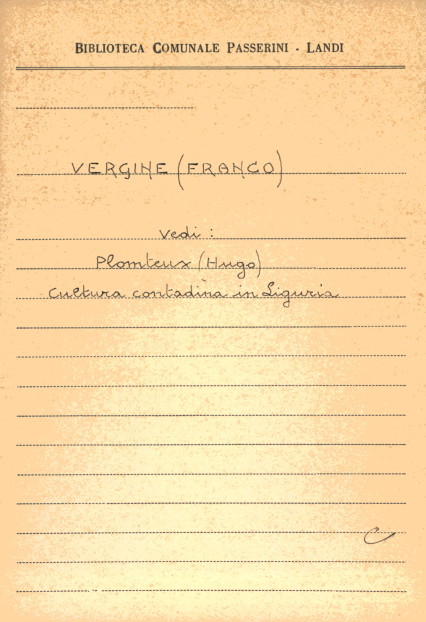 BIBLIOTECA COMUNALE PASSERINI - LANDI
VERGINE (FRANCO)
Vedi :
Plomteux (Hugo)
Cultura contadina in Liguria